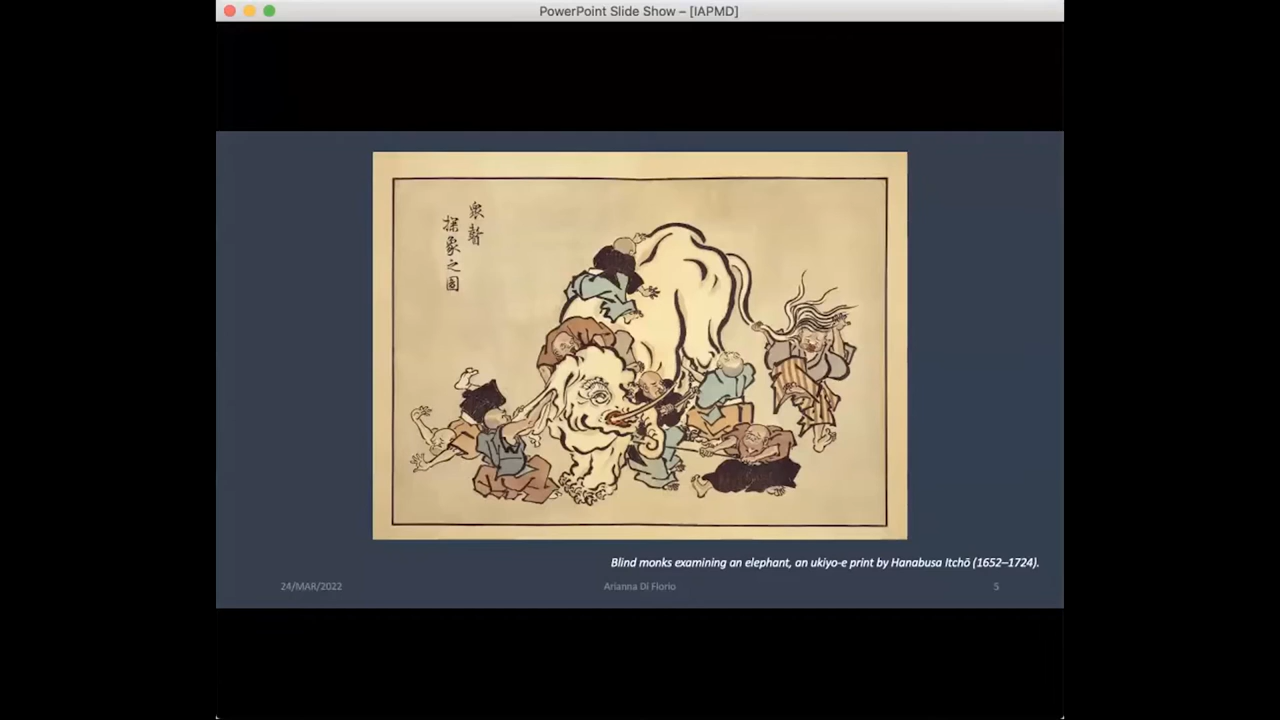 PowerPoint Slide Show – [IAPMD]
衆瞽
探象之圖
Blind monks examining an elephant, an ukiyo-e print by Hanabusa Itchō (1652–1724).
24/MAR/2022
Arianna Di Florio
5